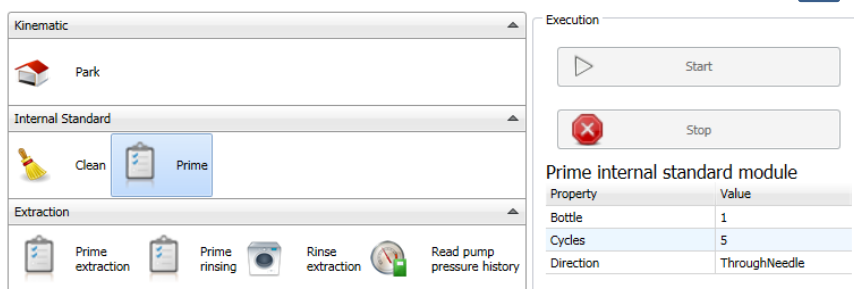 Kinematic
Park
Internal Standard
Clean
Prime
Extraction
Prime
extraction
Prime
rinsing
Rinse
extraction
Read pump
pressure history
Execution
Start
Stop
Prime internal standard module
Property Value
Bottle 1
Cycles 5
Direction ThroughNeedle